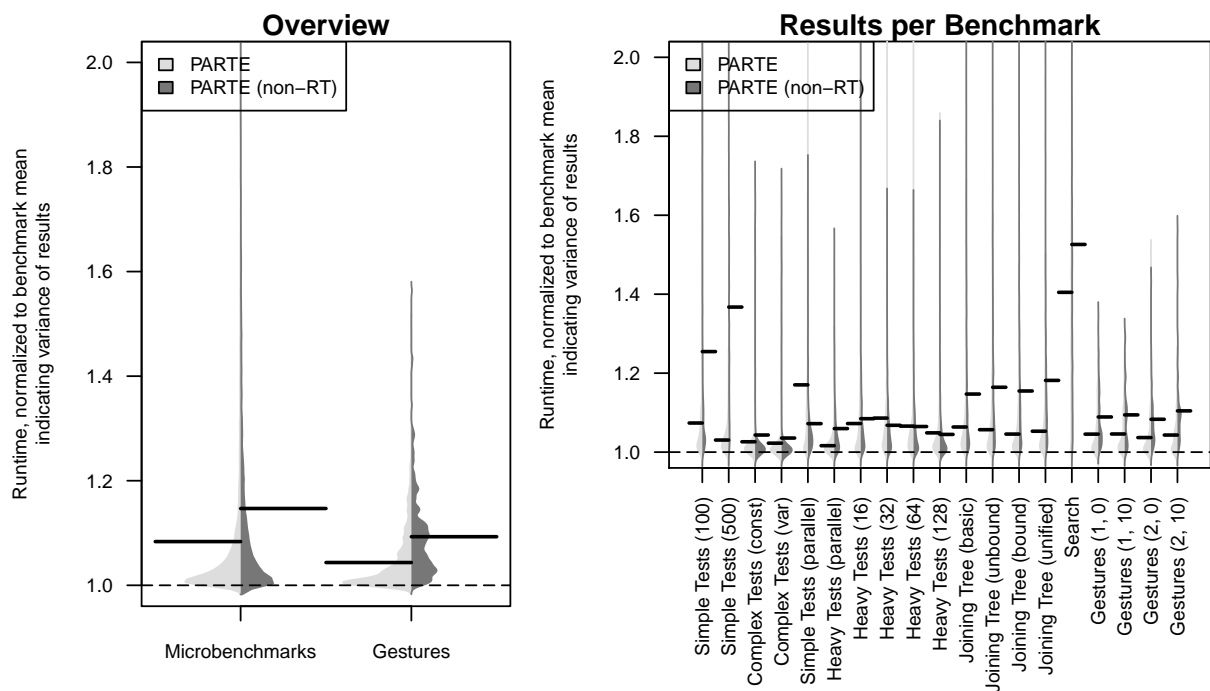 Overview
PARTE
PARTE (non−RT)
Runtime, normalized to benchmark mean
indicating variance of results
2.0
1.8
1.6
1.4
1.2
1.0
Microbenchmarks
Gestures
Results per Benchmark
PARTE
PARTE (non−RT)
Runtime, normalized to benchmark mean
indicating variance of results
2.0
1.8
1.6
1.4
1.2
1.0
Simple Tests (100)
Simple Tests (500)
Complex Tests (const)
Complex Tests (var)
Simple Tests (parallel)
Heavy Tests (parallel)
Heavy Tests (16)
Heavy Tests (32)
Heavy Tests (64)
Heavy Tests (128)
Joining Tree (basic)
Joining Tree (unbound)
Joining Tree (bound)
Joining Tree (unified)
Search
Gestures (1, 0)
Gestures (1, 10)
Gestures (2, 0)
Gestures (2, 10)